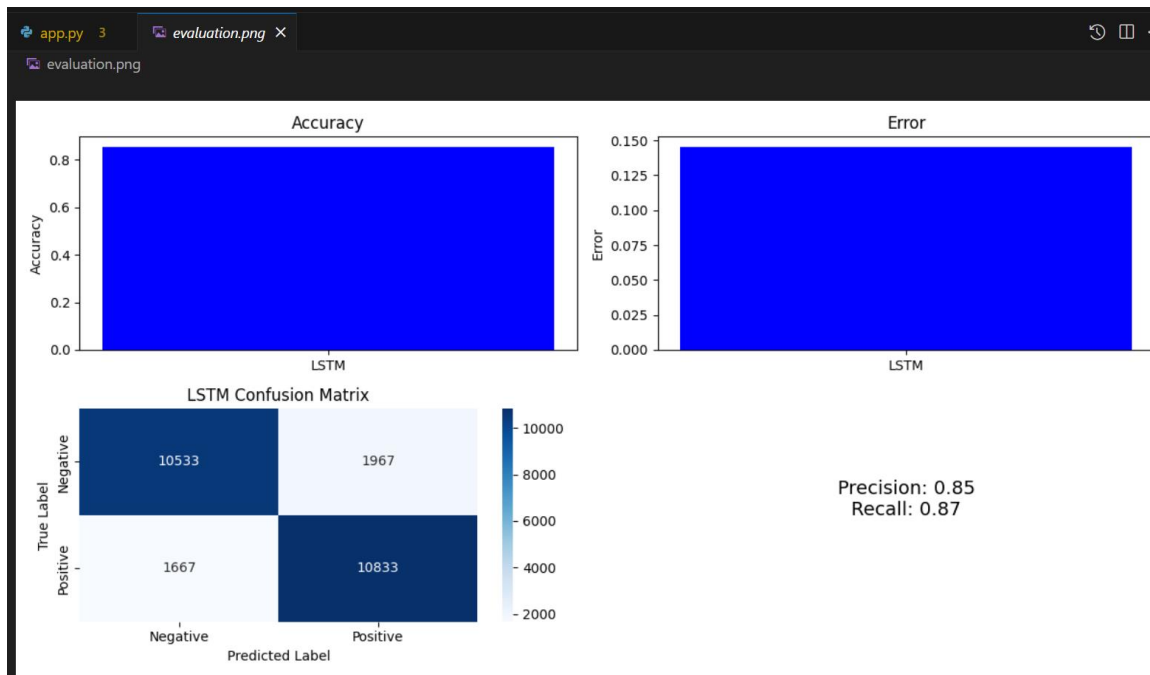 app.py 3 evaluation.png
evaluation.png
Accuracy
Accuracy
0.8
0.6
0.4
0.2
0.0
LSTM
Error
Error
0.150
0.125
0.100
0.075
0.050
0.025
0.000
LSTM
LSTM Confusion Matrix
True Label
Negative
Positive
10533 1967
1667 10833
Negative Positive
Predicted Label
10000
8000
6000
4000
2000
Precision: 0.85
Recall: 0.87